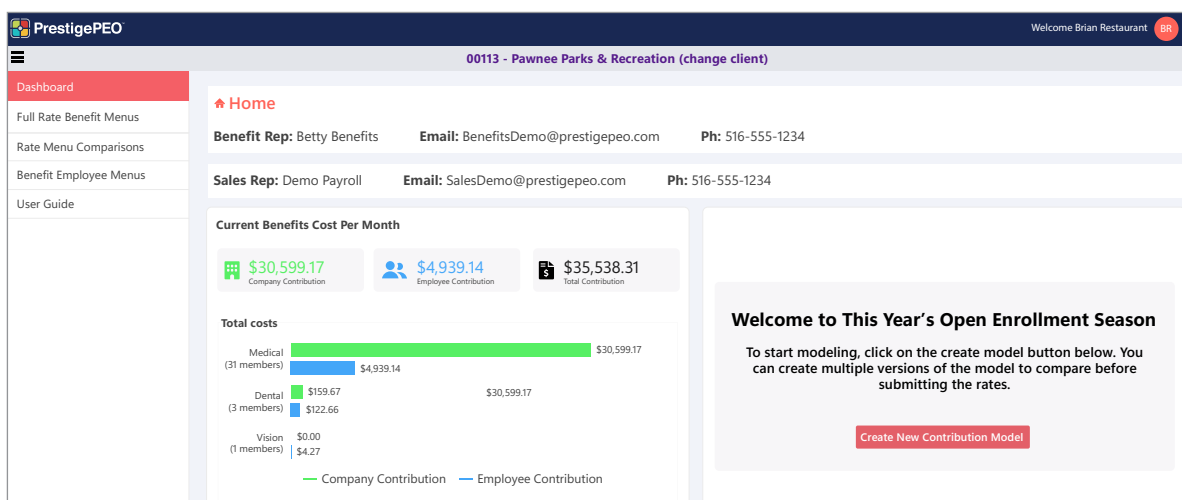 PrestigePEO
Welcome Brian Restaurant BR
00113 - Pawnee Parks & Recreation (change client)
Dashboard
Full Rate Benefit Menus
Rate Menu Comparisons
Benefit Employee Menus
User Guide
Home
Benefit Rep: Betty Benefits Email: BenefitsDemo@prestigepeo.com Ph: 516-555-1234
Sales Rep: Demo Payroll Email: SalesDemo@prestigepeo.com Ph: 516-555-1234
Current Benefits Cost Per Month
$30,599.17
Company Contribution
$4,939.14
Employee Contribution
$35,538.31
Total Contribution
Total costs
Medical
(31 members)
$30,599.17
$4,939.14
Dental
(3 members)
$159.67
$30,599.17
$122.66
Vision
(1 members)
$0.00
$4.27
Company Contribution Employee Contribution
Welcome to This Year's Open Enrollment Season
To start modeling, click on the create model button below. You
can create multiple versions of the model to compare before
submitting the rates.
Create New Contribution Model